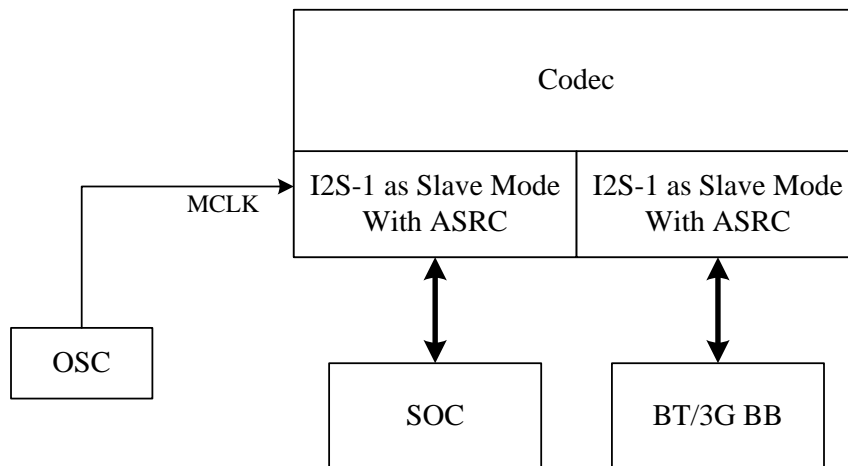 Codec
I2S-1 as Slave Mode
With ASRC
I2S-1 as Slave Mode
With ASRC
MCLK
OSC
SOC
BT/3G BB